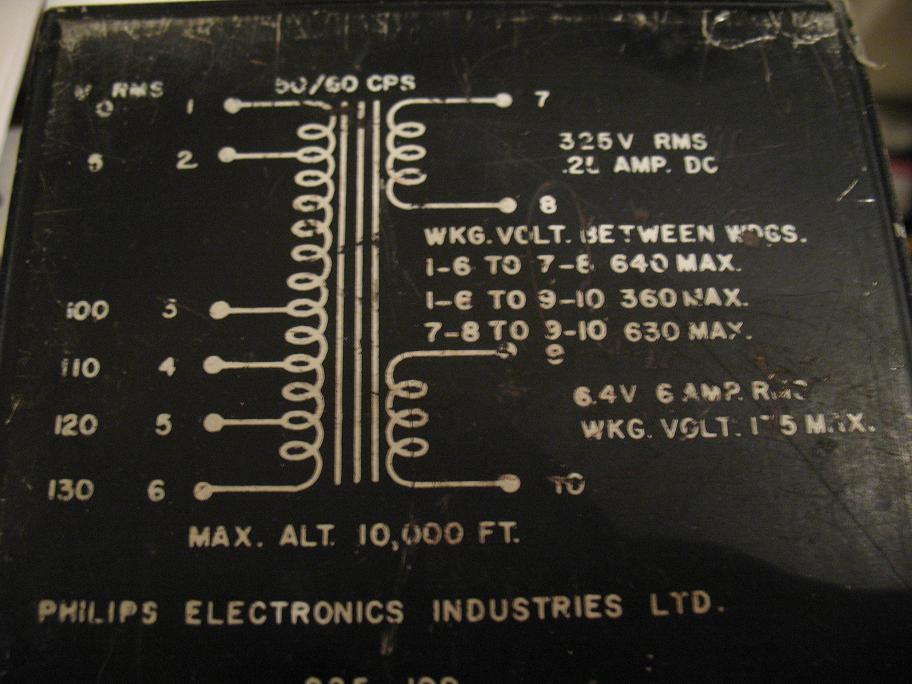 V RMS 50/60 CPS
0 1 7
5 2
325V RMS
AMP. DC
8
WKG. VOLT. BETWEEN WDGS.
1-6 TO 7-8 640 MAX.
100 3
1-6 TO 9-10 360 MAX.
7-8 TO 9-10 630 MAX.
9
110 4
6.4V 6 AMP. RMS
120 5
WKG. VOLT. MAX.
130 6 10
MAX. ALT. 10,000 FT.
PHILIPS ELECTRONICS INDUSTRIES LTD.